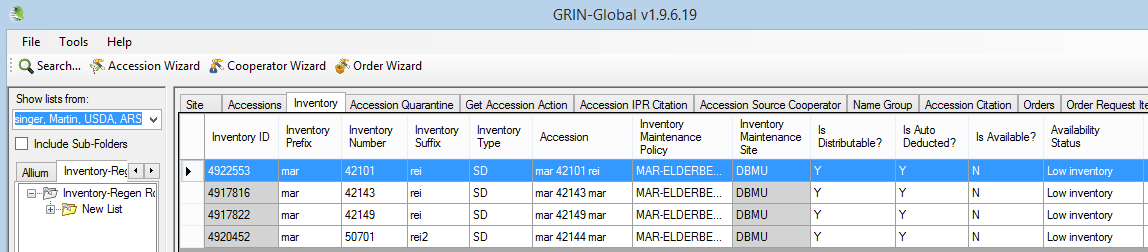 GRIN-Global v1.9.6.19
File Tools Help
Search... Accession Wizard Cooperator Wizard Order Wizard
Show lists from:
singer, Martin, USDA, ARS
Include Sub-Folders
Allium Inventory-Reg
Inventory-Regen Ro
New List
Site Accessions Inventory Accession Quarantine Get Accession Action Accession IPR Citation Accession Source Cooperator Name Group Accession Citation Orders Order Request Ite
Inventory ID Inventory Prefix Inventory Number Inventory Suffix Inventory Type Accession Inventory Maintenance Policy Inventory Maintenance Site Is Distributable? Is Auto Deducted? Is Available? Availability Status
4922553 mar 42101 rei SD mar 42101 rei MAR-ELDERBE... DBMU Y Y N Low inventory
4917816 mar 42143 rei SD mar 42143 mar MAR-ELDERBE... DBMU Y Y N Low inventory
4917822 mar 42149 rei SD mar 42149 mar MAR-ELDERBE... DBMU Y Y N Low inventory
4920452 mar 50701 rei2 SD mar 42144 mar MAR-ELDERBE... DBMU Y Y N Low inventory